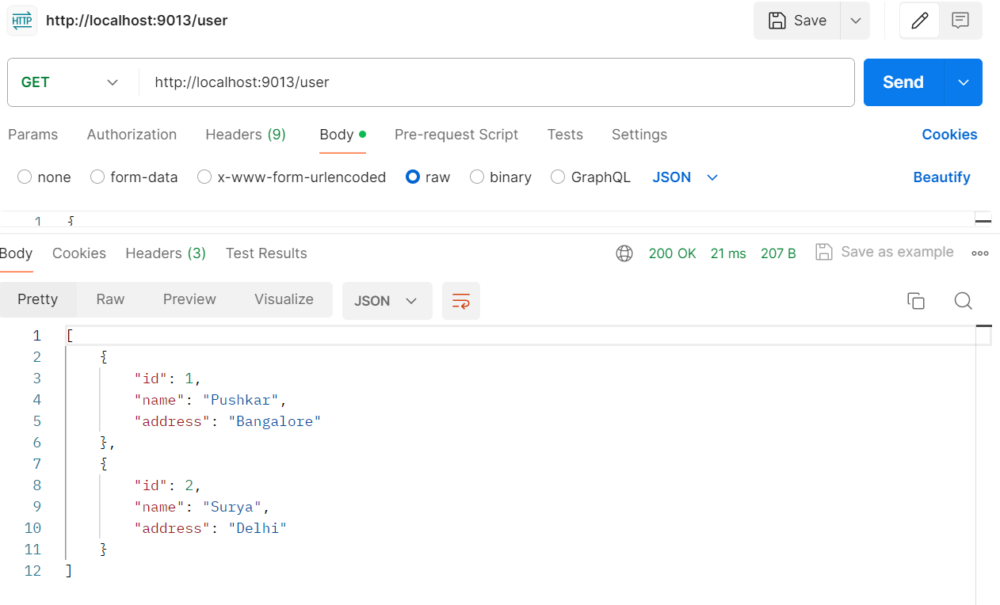 HTTP http://localhost:9013/user Save
GET http://localhost:9013/user Send
Params Authorization Headers (9) Body Pre-request Script Tests Settings Cookies
none form-data x-www-form-urlencoded raw binary GraphQL JSON Beautify
1 {
Body Cookies Headers (3) Test Results 200 OK 21 ms 207 B Save as example
Pretty Raw Preview Visualize JSON
1 [
2 {
3 "id": 1,
4 "name": "Pushkar",
5 "address": "Bangalore"
6 },
7 {
8 "id": 2,
9 "name": "Surya",
10 "address": "Delhi"
11 }
12 ]